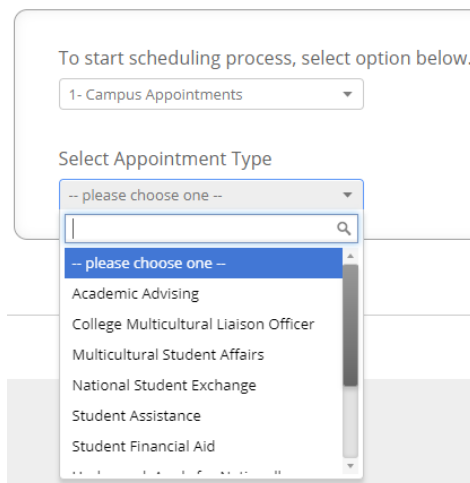 To start scheduling process, select option below.
1- Campus Appointments
Select Appointment Type
-- please choose one --
-- please choose one --
Academic Advising
College Multicultural Liaison Officer
Multicultural Student Affairs
National Student Exchange
Student Assistance
Student Financial Aid